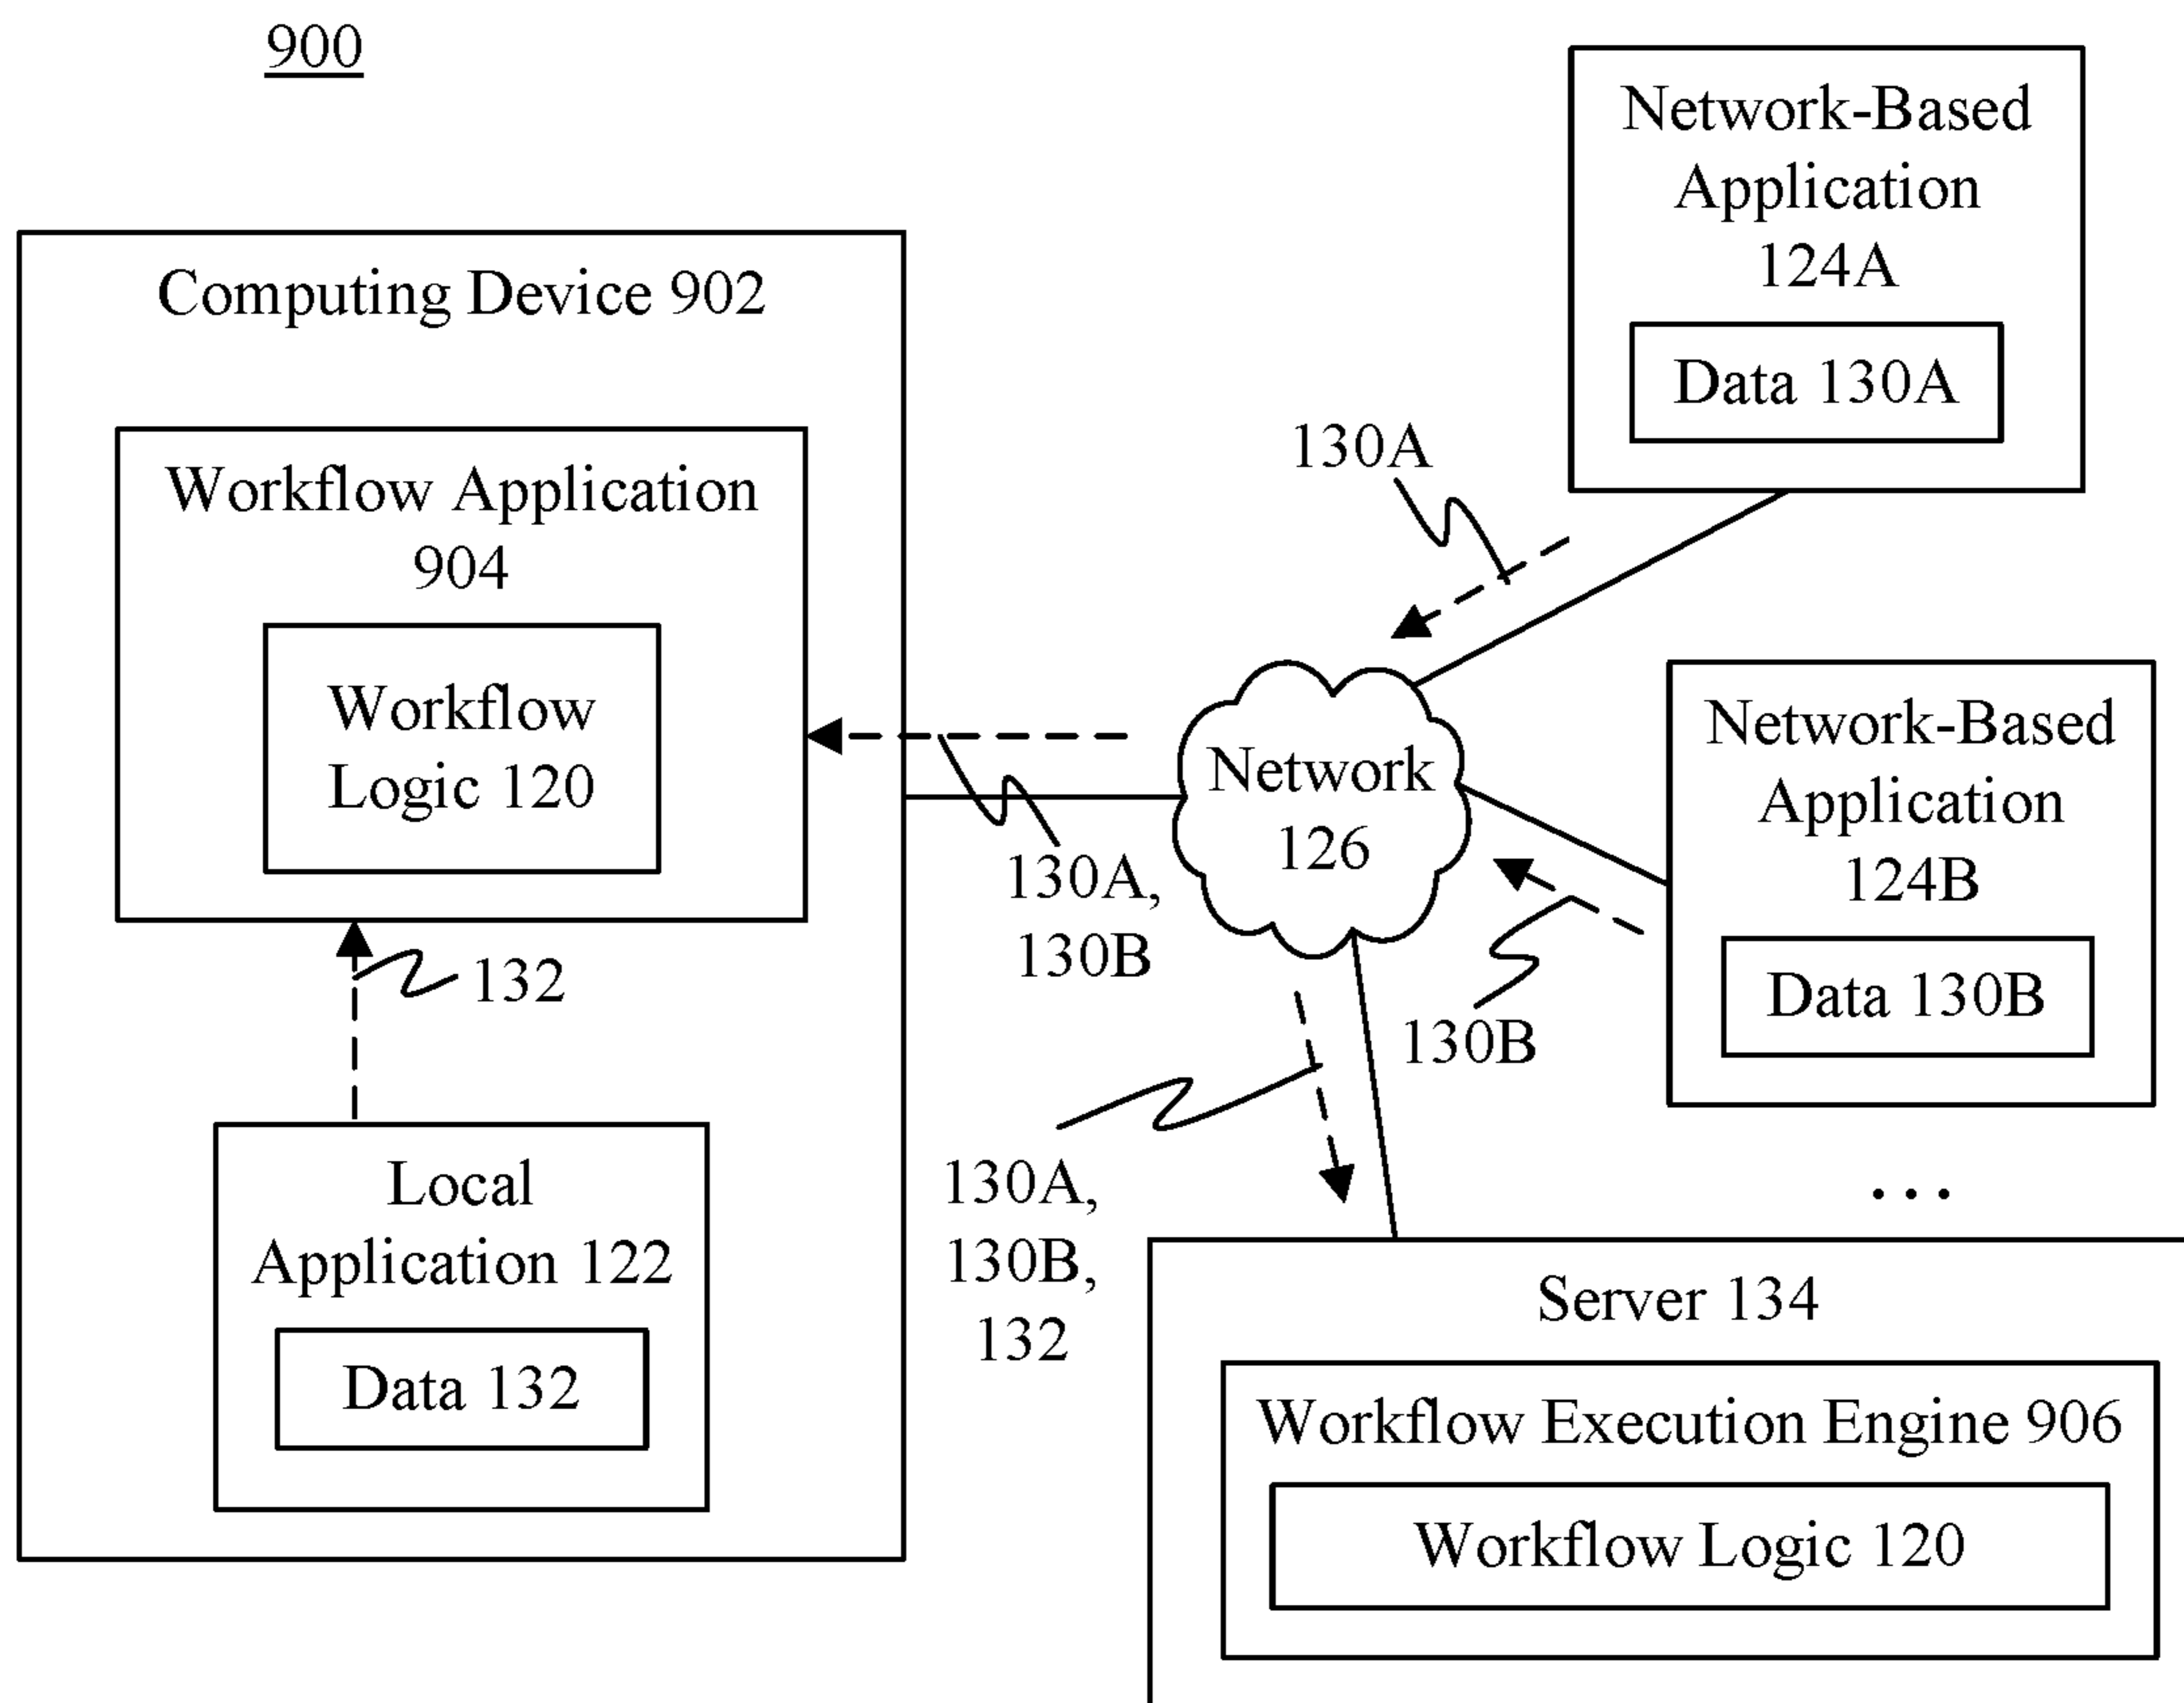 900
Computing Device 902
Workflow Application
904
Workflow
Logic 120
132
Local
Application 122
Data 132
130A,
130B
Network
126
130A
Network-Based
Application
124A
Data 130A
Network-Based
Application
124B
Data 130B
130B
...
130A,
130B,
132
Server 134
Workflow Execution Engine 906
Workflow Logic 120